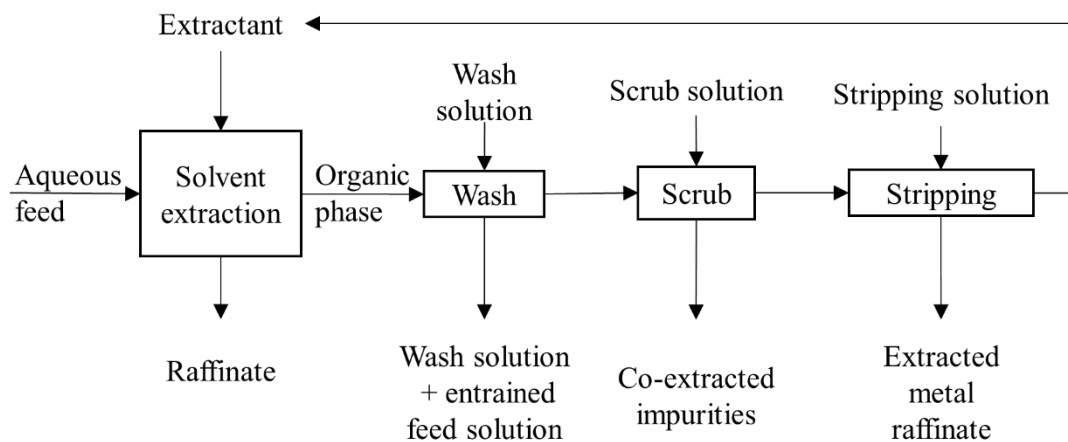 Extractant
Wash
solution
Scrub solution
Stripping solution
Aqueous
feed
Solvent
extraction
Organic
phase
Wash
Scrub
Stripping
Raffinate
Wash solution
+ entrained
feed solution
Co-extracted
impurities
Extracted
metal
raffinate